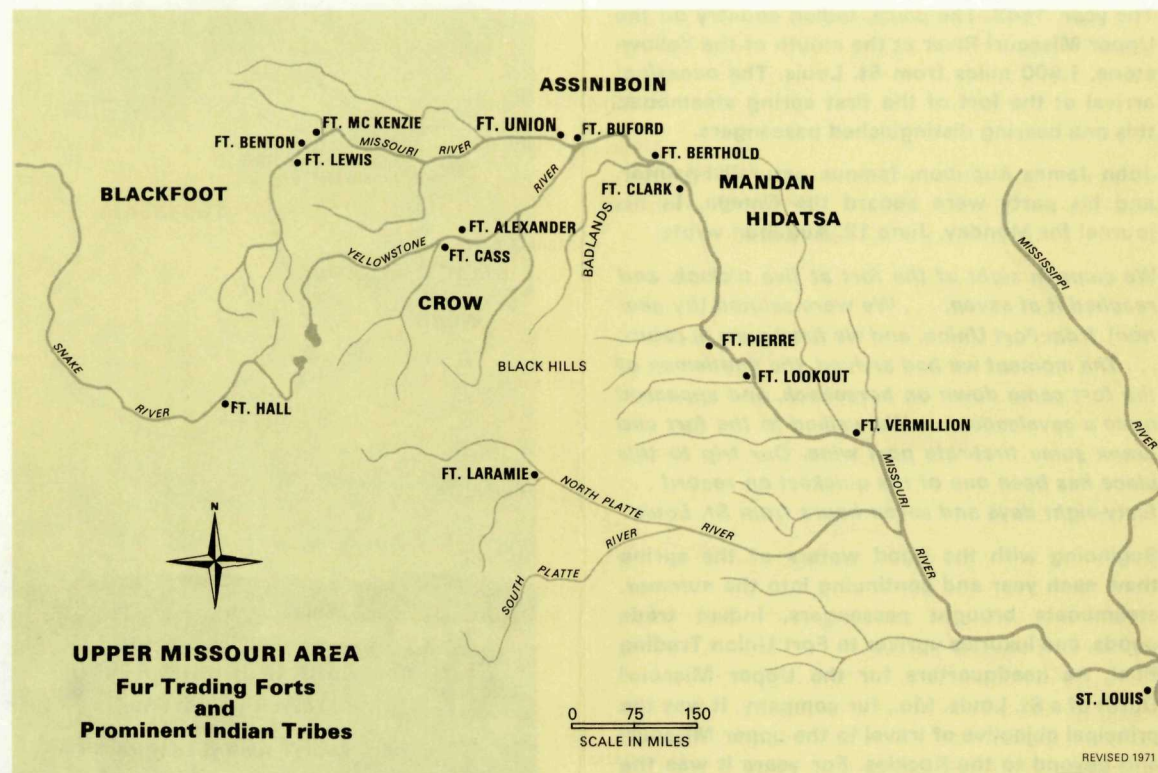 ASSINIBOIN
FT. MC KENZIE
FT. UNION
FT. BUFORD
FT. BENTON
MISSOURI
RIVER
FT. BERTHOLD
FT. LEWIS
BLACKFOOT
RIVER
FT. CLARK
MANDAN
HIDATSA
FT. ALEXANDER
BADLANDS
YELLOWSTONE
FT. CASS
MISSISSIPPI
CROW
FT. PIERRE
SNAKE
BLACK HILLS
FT. LOOKOUT
RIVER
FT. HALL
FT. VERMILLION
RIVER
FT. LARAMIE
MISSOURI
NORTH PLATTE
RIVER
RIVER
N
SOUTH
PLATTE
RIVER
UPPER MISSOURI AREA
Fur Trading Forts
and
Prominent Indian Tribes
ST. LOUIS
0 75 150
SCALE IN MILES
REVISED 1971